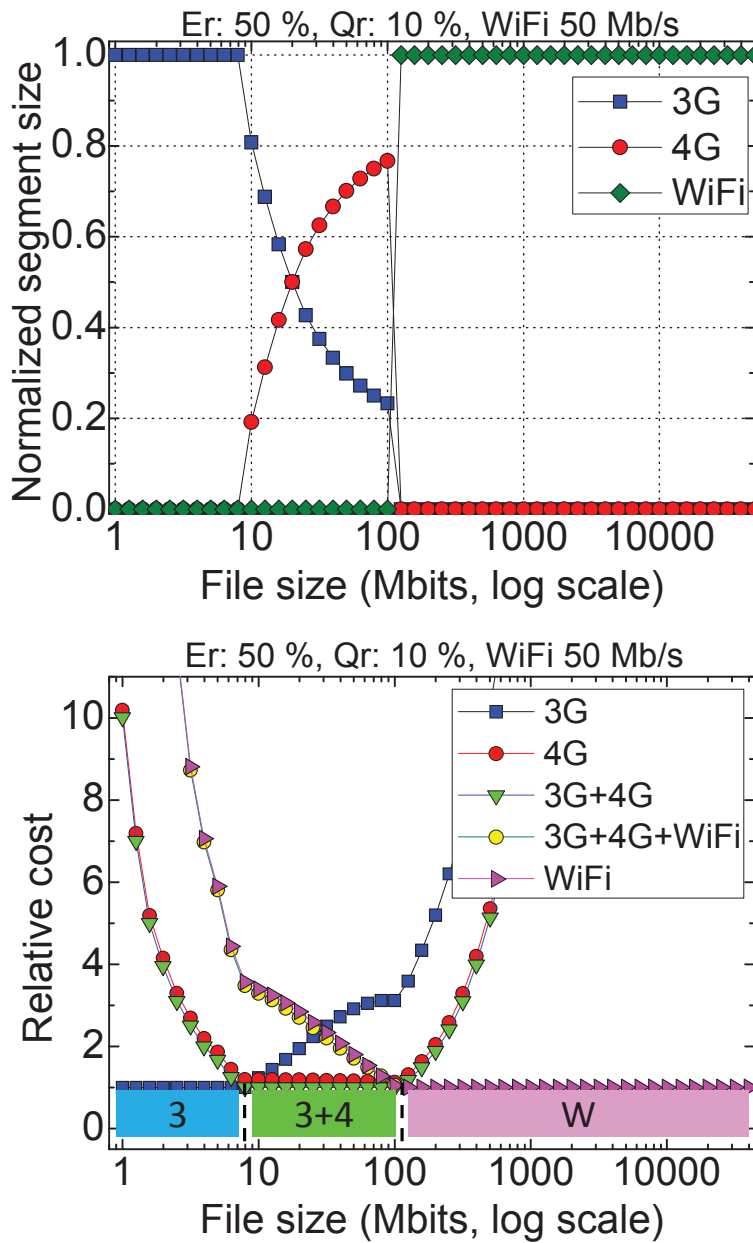 Er: 50 %, Qr: 10 %, WiFi 50 Mb/s
Normalized segment size
1.0
0.8
0.6
0.4
0.2
0.0
3G
4G
WiFi
1 10 100 1000 10000
File size (Mbits, log scale)
Er: 50 %, Qr: 10 %, WiFi 50 Mb/s
Relative cost
10
8
6
4
2
0
3G
4G
3G+4G
3G+4G+WiFi
WiFi
3 3+4 W
1 10 100 1000 10000
File size (Mbits, log scale)